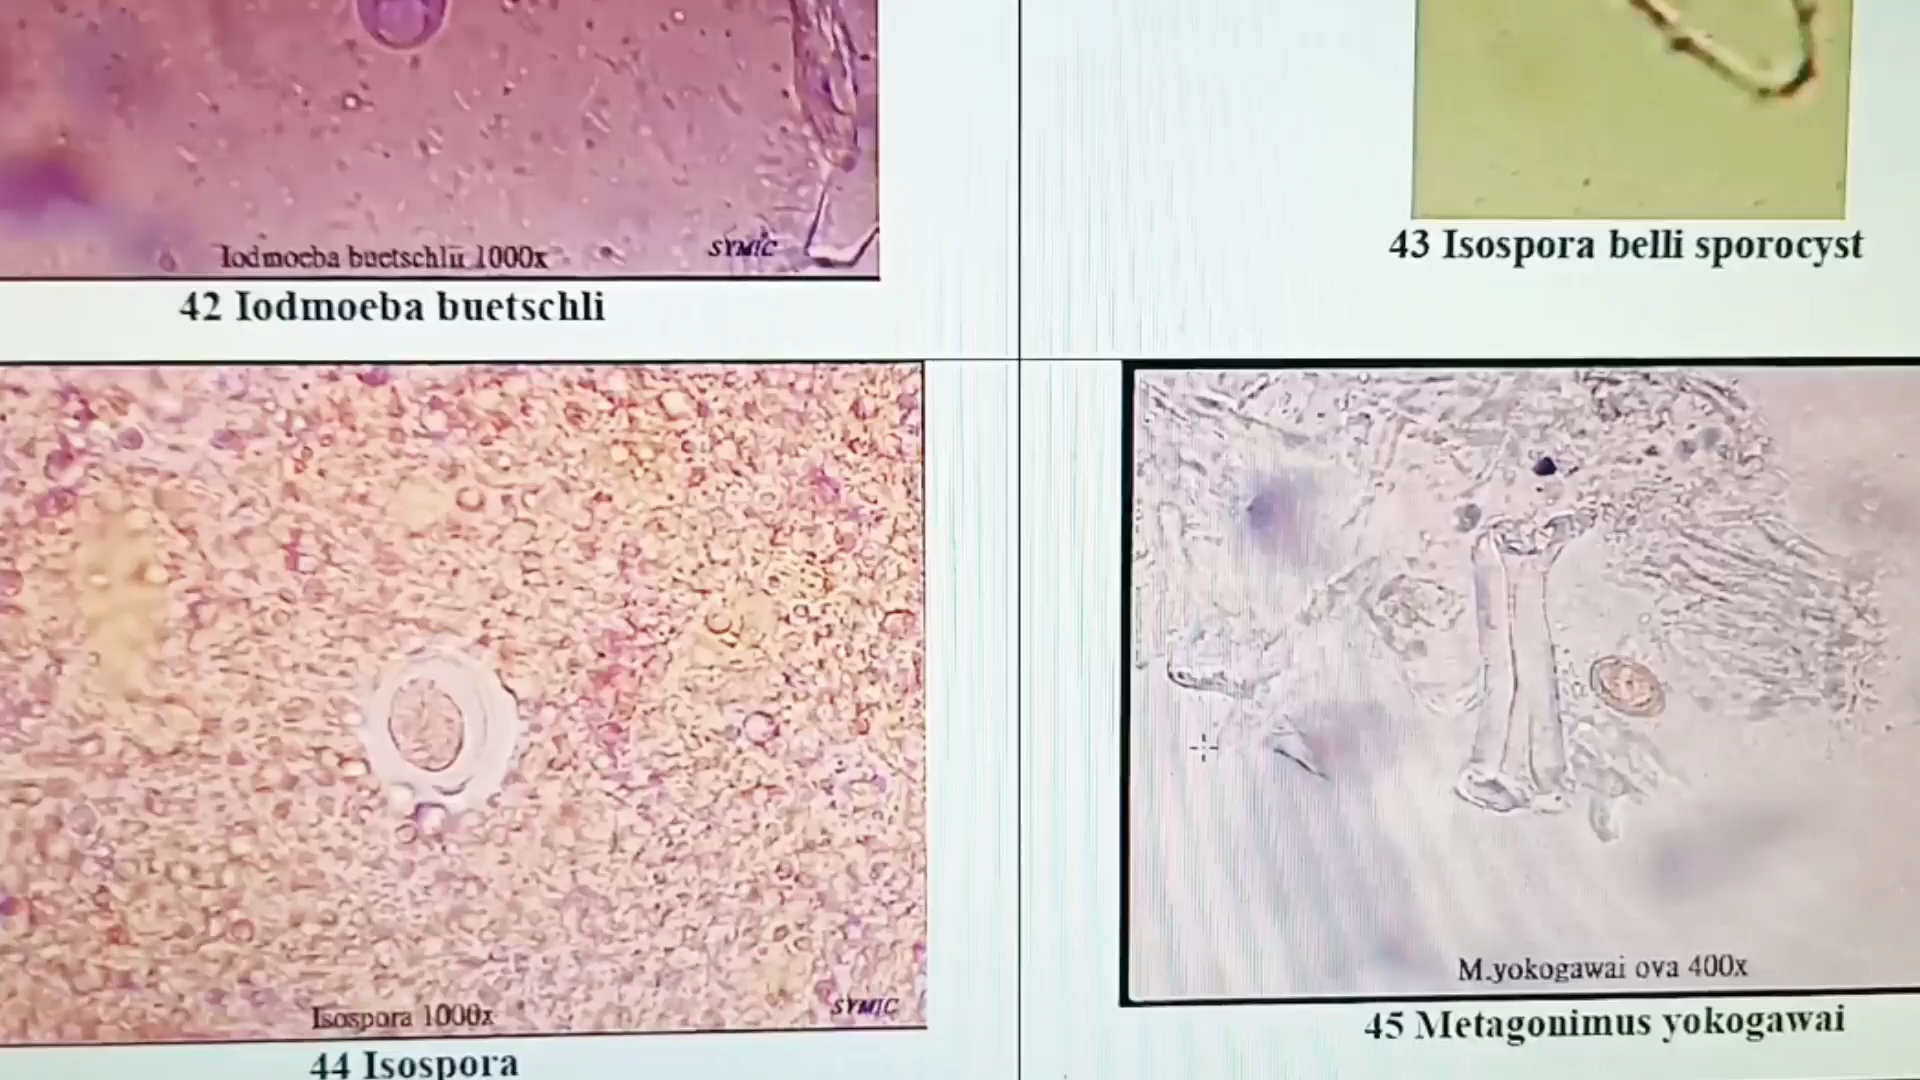 Iodmoeba buetschlii 1000x
SYMIC
42 Iodmoeba buetschli
43 Isospora belli sporocyst
Isospora 1000x
SYMIC
44 Isospora
M.yokogawai ova 400x
45 Metagonimus yokogawai